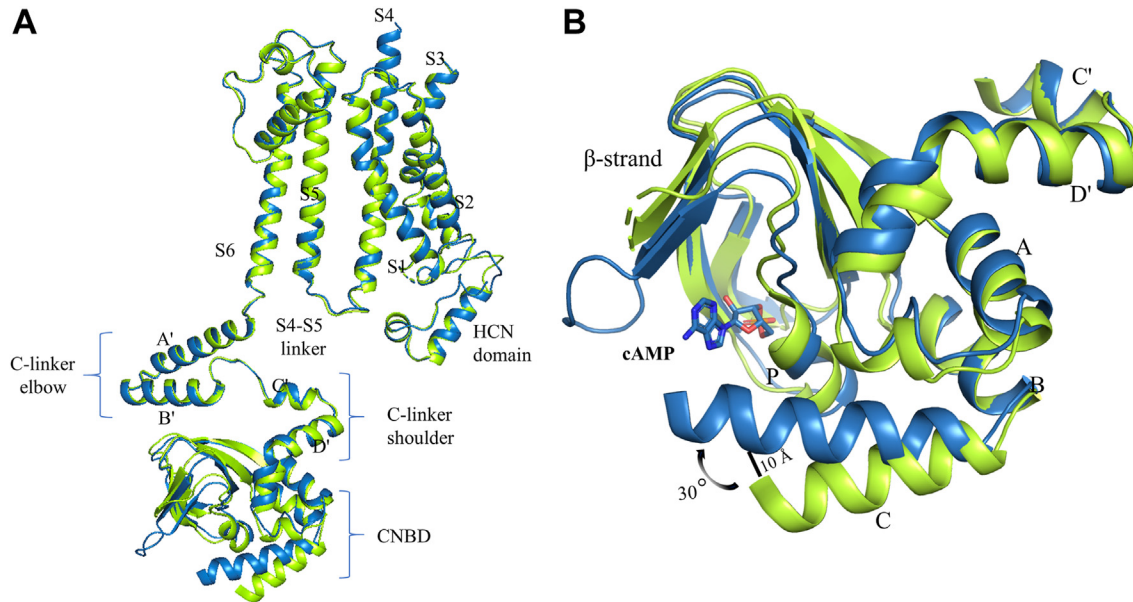 A
S4
S3
S5
S2
S6
S1
S4-S5
linker
HCN
domain
A'
C-linker
elbow
B'
C'
C-linker
shoulder
D'
CNBD
B
C'
β-strand
D'
A
cAMP
P
B
10 Å
30°
C